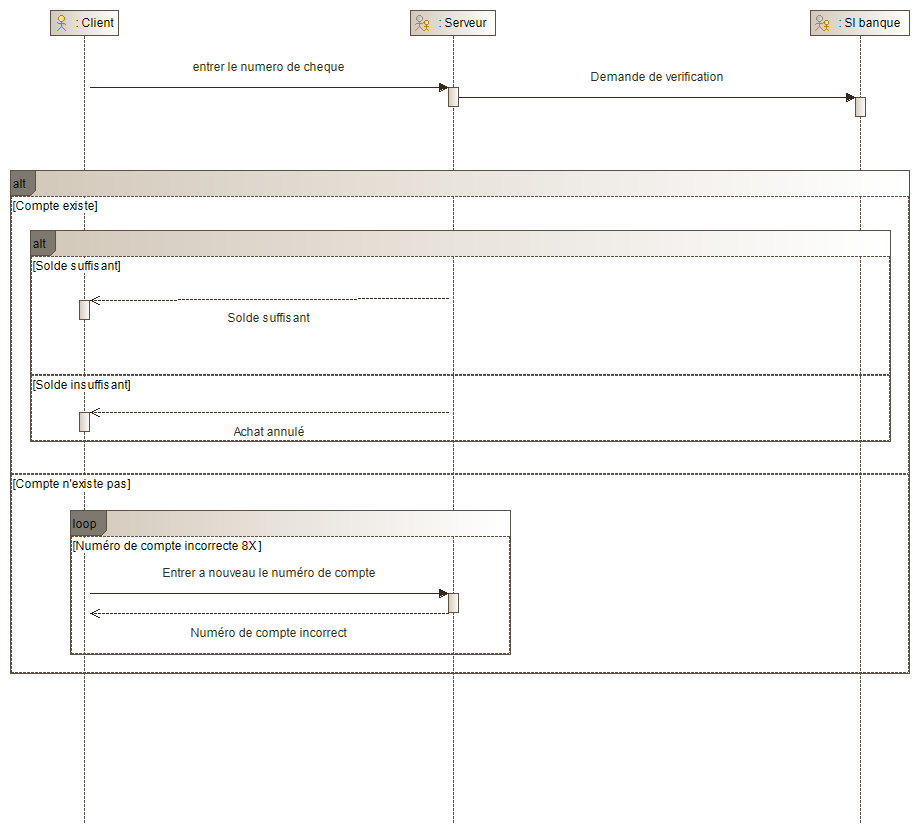 : Client
: Serveur
: SI banque
entrer le numero de cheque
Demande de verification
alt
[Compte existe]
alt
[Solde suffisant]
Solde suffisant
[Solde insuffisant]
Achat annulé
[Compte n'existe pas]
loop
[Numéro de compte incorrecte 8X]
Entrer a nouveau le numéro de compte
Numéro de compte incorrect